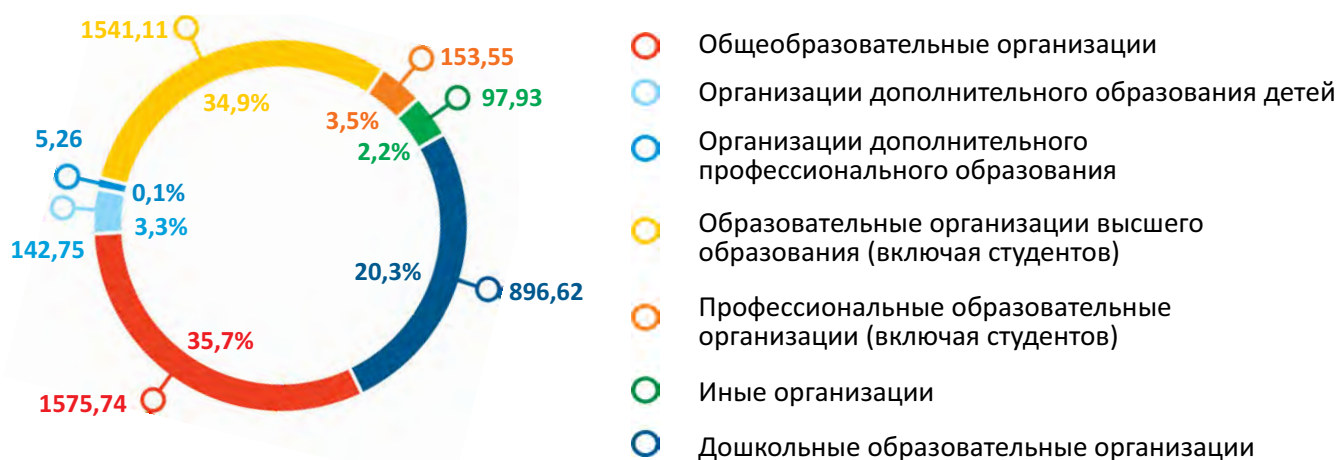 1541,11
153,55
34,9%
97,93
3,5%
5,26
2,2%
0,1%
3,3%
142,75
20,3%
896,62
35,7%
1575,74
Общеобразовательные организации
Организации дополнительного образования детей
Организации дополнительного
профессионального образования
Образовательные организации высшего
образования (включая студентов)
Профессиональные образовательные
организации (включая студентов)
Иные организации
Дошкольные образовательные организации